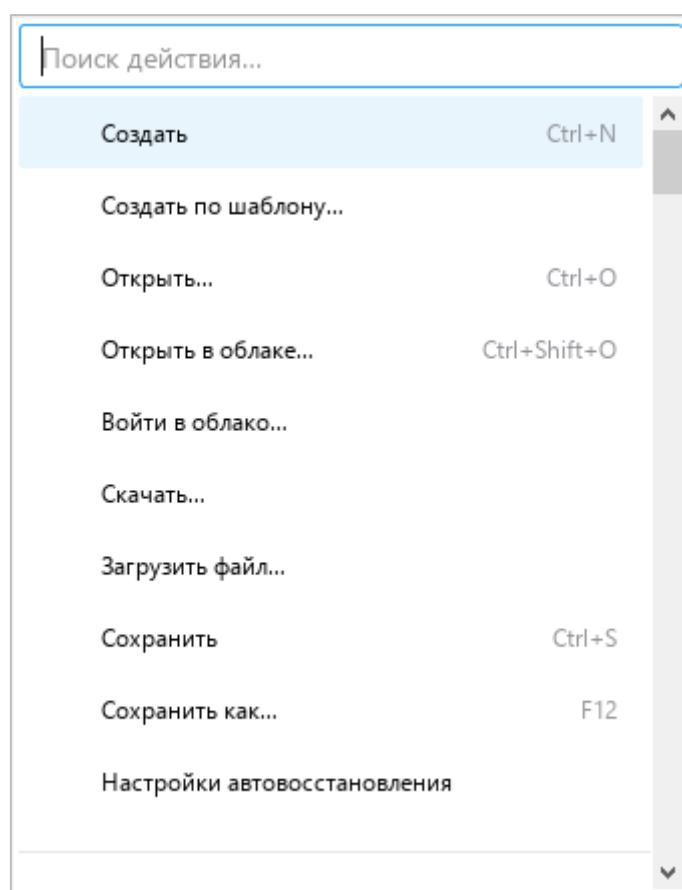 Поиск действия...
Создать Ctrl+N
Создать по шаблону...
Открыть... Ctrl+O
Открыть в облаке... Ctrl+Shift+O
Войти в облако...
Скачать...
Загрузить файл...
Сохранить Ctrl+S
Сохранить как... F12
Настройки автовосстановления